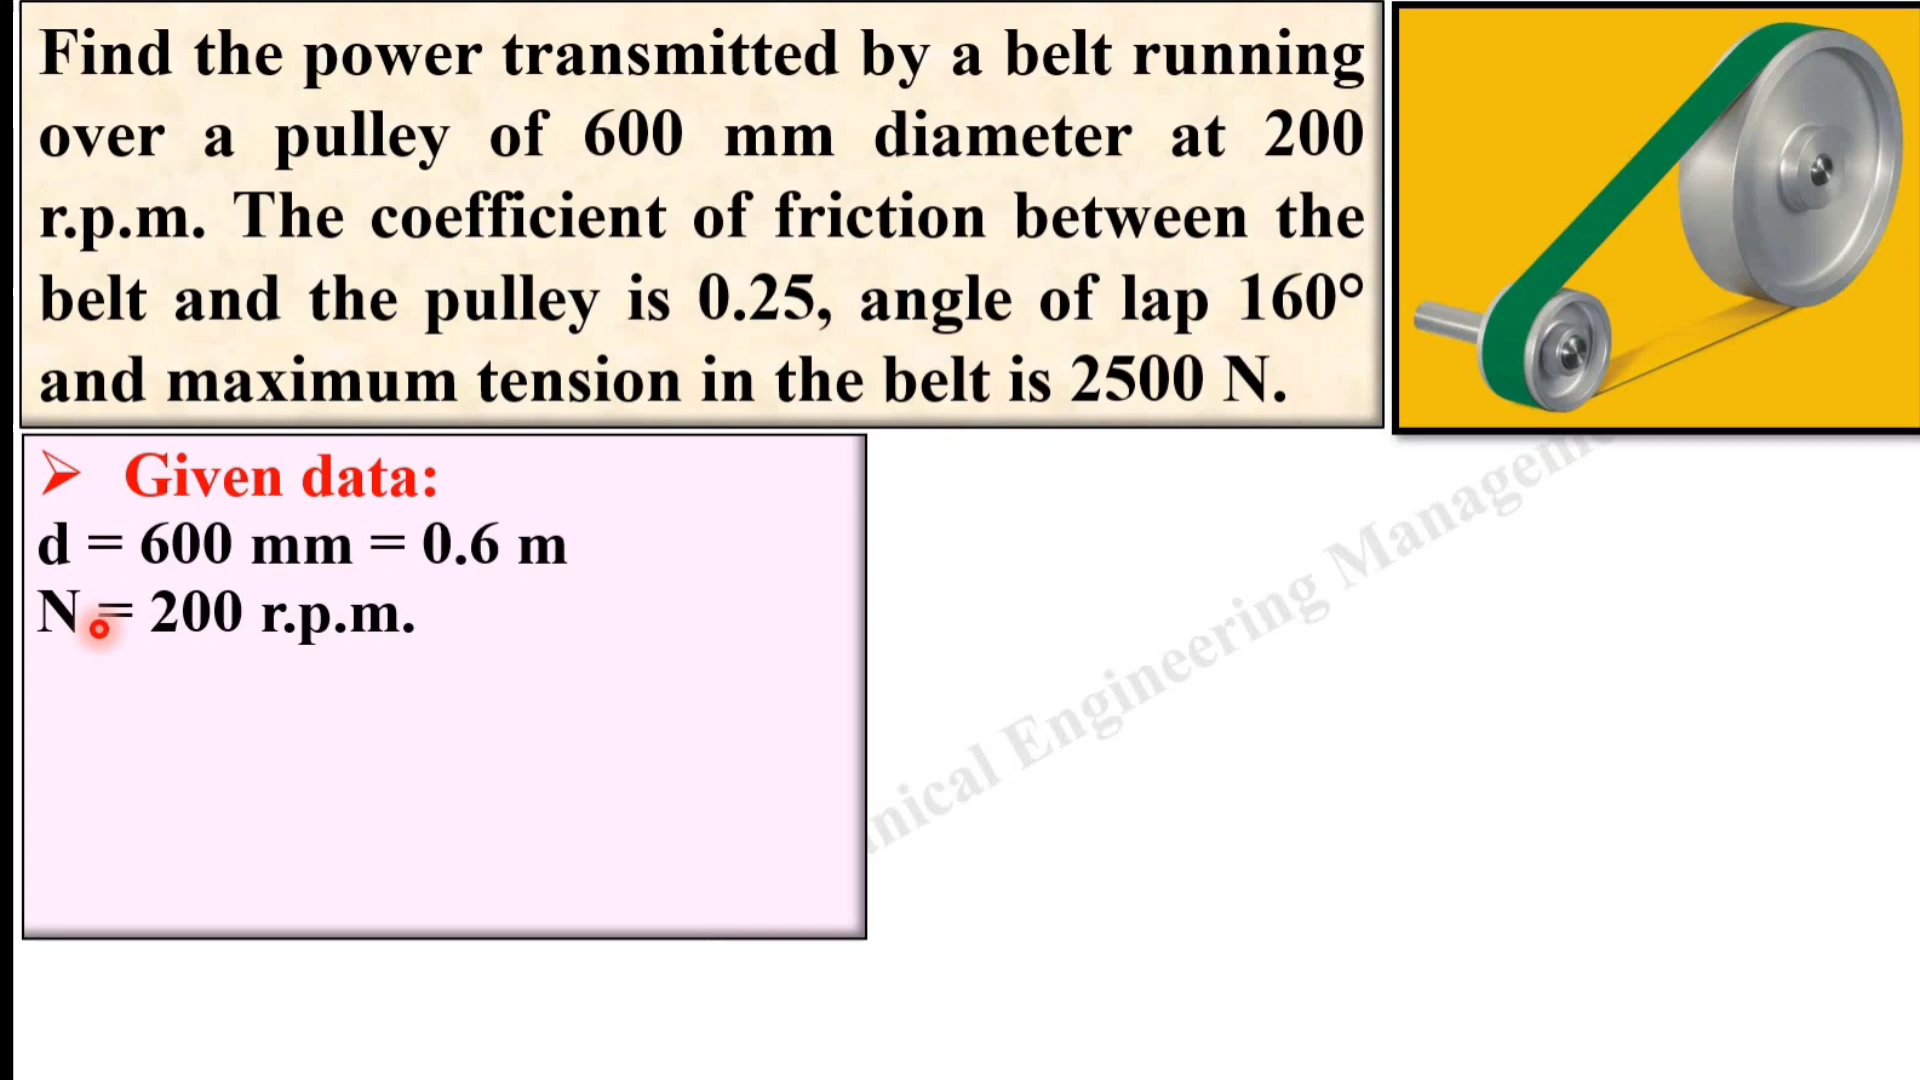 Find the power transmitted by a belt running
over a pulley of 600 mm diameter at 200
r.p.m. The coefficient of friction between the
belt and the pulley is 0.25, angle of lap 160°
and maximum tension in the belt is 2500 N.
➢ Given data:
d = 600 mm = 0.6 m
N = 200 r.p.m.
Engineering